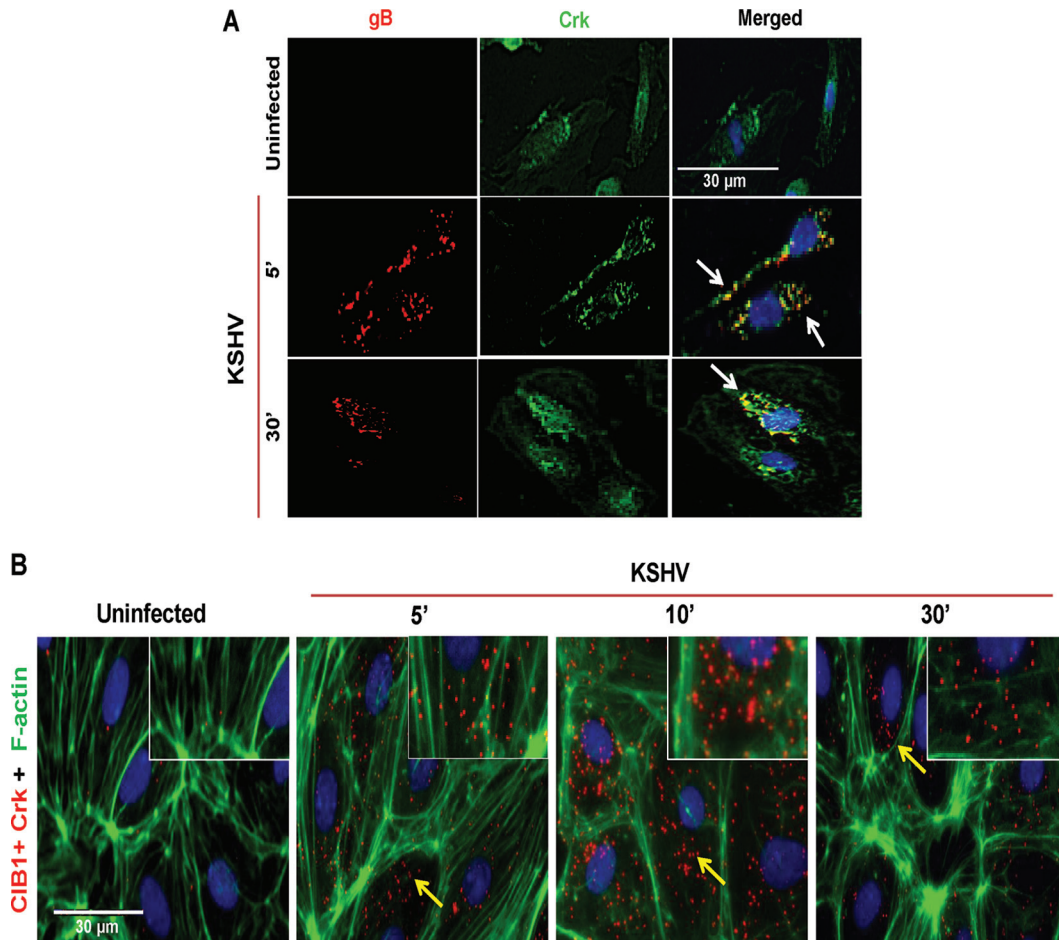 A
gB
Crk
Merged
Uninfected
30 µm
KSHV
5’
30’
B
KSHV
Uninfected
5’
10’
30’
CIB1+ Crk + F-actin
30 µm